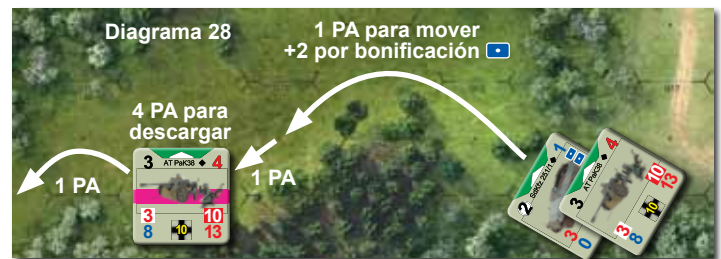 Diagrama 28
1 PA para mover
+2 por bonificación
4 PA para
descargar
1 PA
1 PA
3 AT PaK38 ◆ 4
3 10
8 10 13
2 SdKfz 251/1 ◆ 1
3
0
3 AT PaK38 ◆ 4
3 10
8 10 13